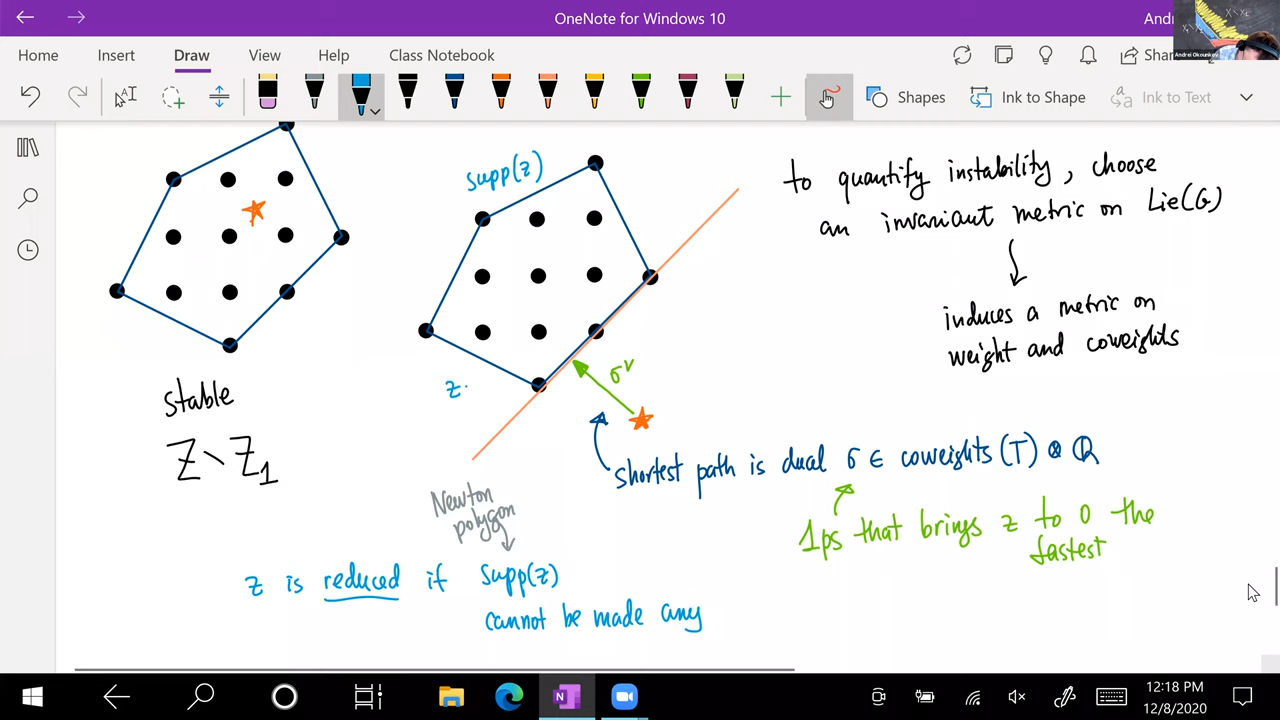 OneNote for Windows 10
Home
Insert
Draw
View
Help
Class Notebook
Shapes
Ink to Shape
Ink to Text
Andrei Okounkov
supp(z)
to quantify instability, choose
an invariant metric on Lie(G)
induces a metric on
weight and coweights
stable
Z \ Z₁
z.
σ^∨
shortest path is dual σ ∈ coweights(T) ⊗ ℚ
1ps that brings z to 0 the
fastest
Newton
polygon
z is reduced if supp(z)
cannot be made any
12:18 PM
12/8/2020